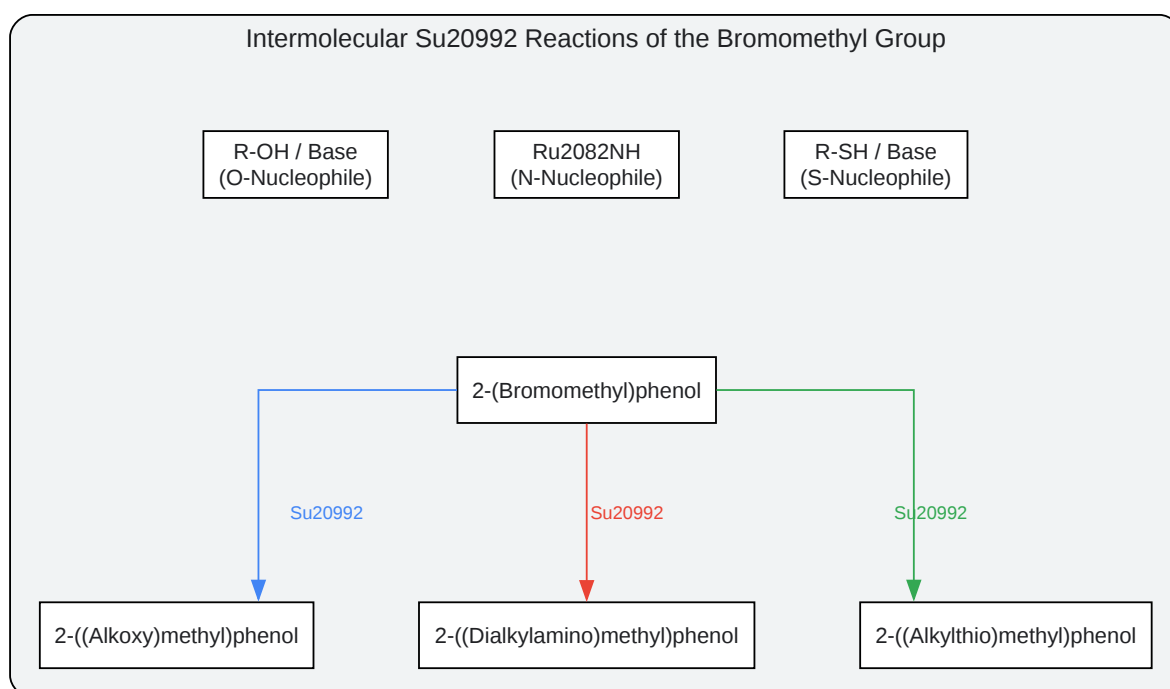 Intermolecular Su20992 Reactions of the Bromomethyl Group
R-OH / Base
(O-Nucleophile)
Ru2082NH
(N-Nucleophile)
R-SH / Base
(S-Nucleophile)
2-(Bromomethyl)phenol
Su20992
Su20992
Su20992
2-((Alkoxy)methyl)phenol
2-((Dialkylamino)methyl)phenol
2-((Alkylthio)methyl)phenol